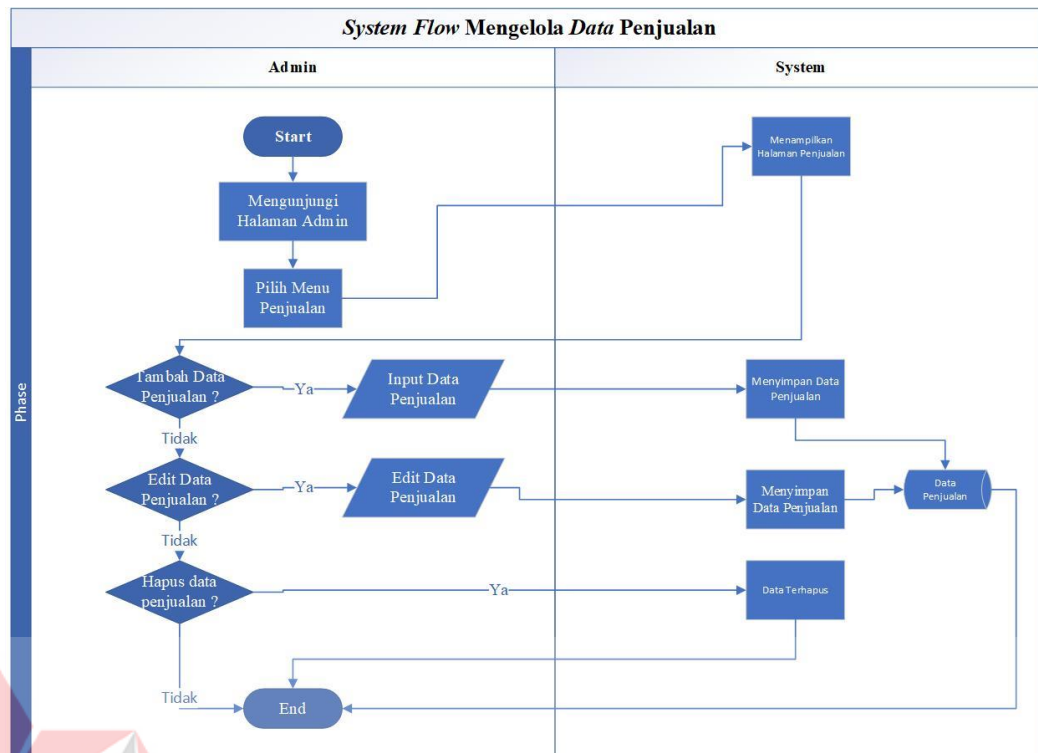 System Flow Mengelola Data Penjualan
Admin
System
Phase
Start
Menampilkan
Halaman Penjualan
Mengunjungi
Halaman Admin
Pilih Menu
Penjualan
Tambah Data
Penjualan ?
Ya
Input Data
Penjualan
Menyimpan Data
Penjualan
Tidak
Edit Data
Penjualan ?
Ya
Edit Data
Penjualan
Menyimpan
Data Penjualan
Data
Penjualan
Tidak
Hapus data
penjualan ?
Ya
Data Terhapus
Tidak
End